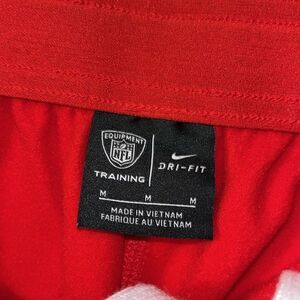 EQUIPMENT
NFL
TRAINING
DRI-FIT
M M M
MADE IN VIETNAM
FABRIQUE AU VIETNAM